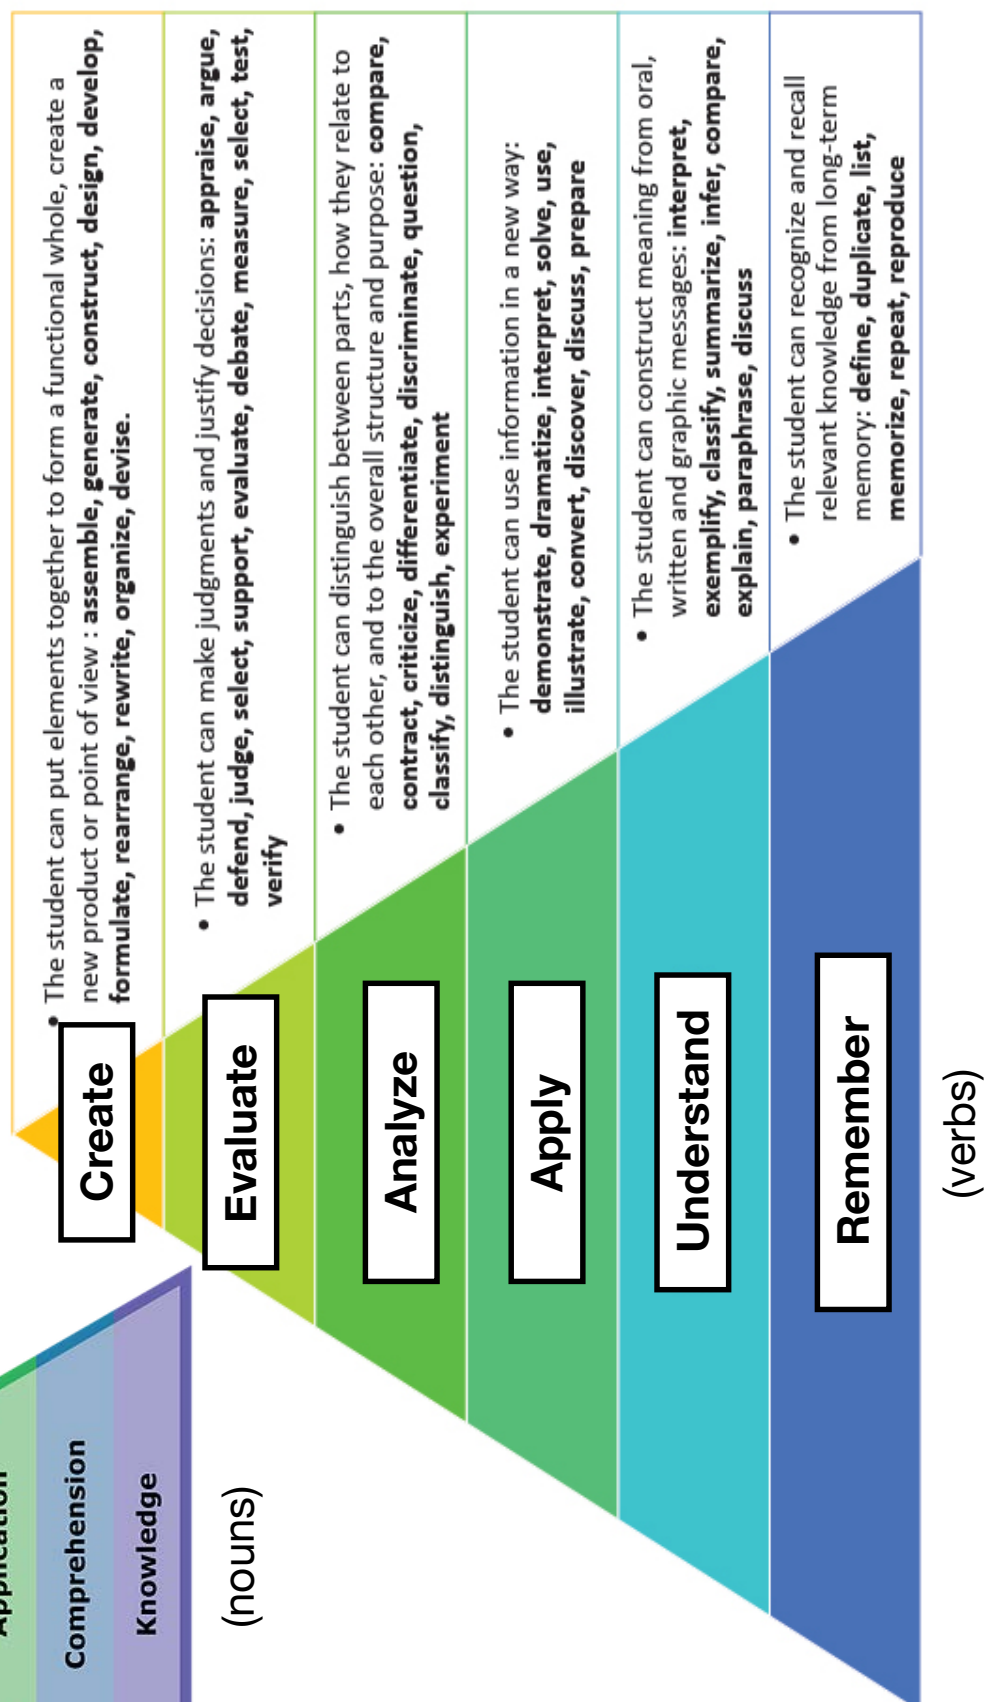 Application
Comprehension
Knowledge
(nouns)
Create
• The student can put elements together to form a functional whole, create a
new product or point of view : assemble, generate, construct, design, develop,
formulate, rearrange, rewrite, organize, devise.
Evaluate
• The student can make judgments and justify decisions: appraise, argue,
defend, judge, select, support, evaluate, debate, measure, select, test,
verify
Analyze
• The student can distinguish between parts, how they relate to
each other, and to the overall structure and purpose: compare,
contract, criticize, differentiate, discriminate, question,
classify, distinguish, experiment
Apply
• The student can use information in a new way:
demonstrate, dramatize, interpret, solve, use,
illustrate, convert, discover, discuss, prepare
Understand
• The student can construct meaning from oral,
written and graphic messages: interpret,
exemplify, classify, summarize, infer, compare,
explain, paraphrase, discuss
Remember
• The student can recognize and recall
relevant knowledge from long-term
memory: define, duplicate, list,
memorize, repeat, reproduce
(verbs)